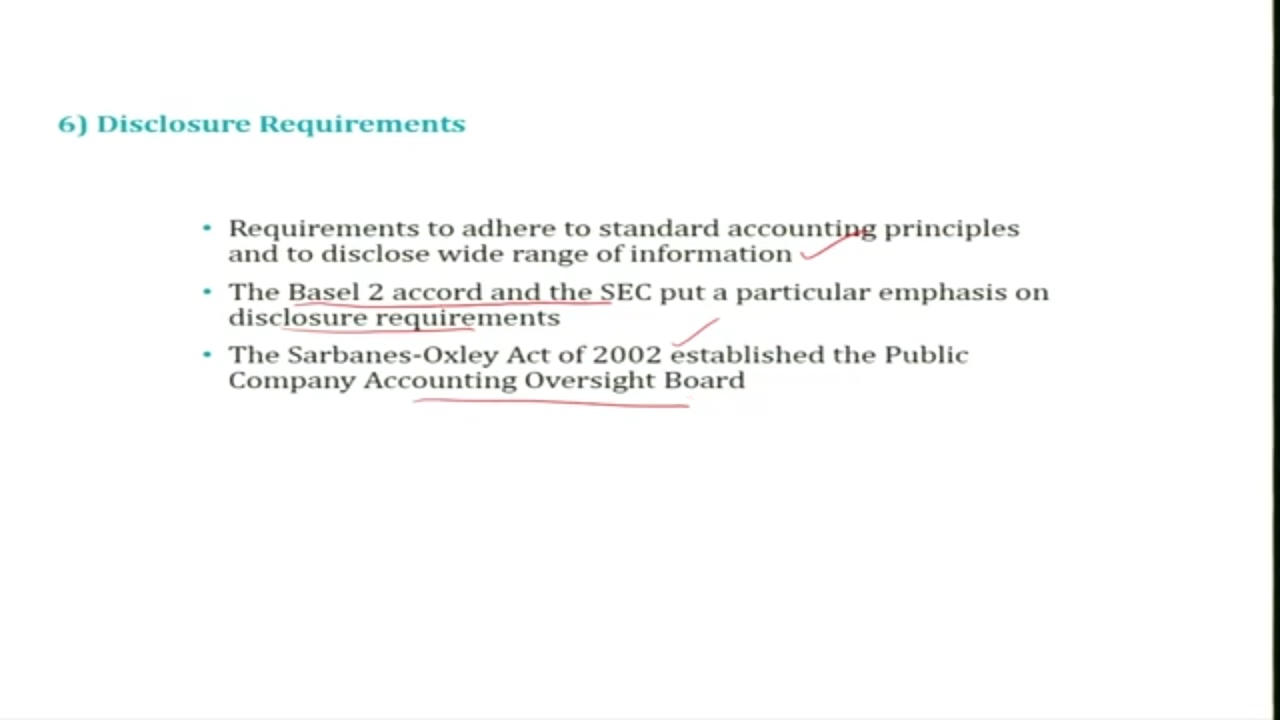 6) Disclosure Requirements
• Requirements to adhere to standard accounting principles
and to disclose wide range of information
• The Basel 2 accord and the SEC put a particular emphasis on
disclosure requirements
• The Sarbanes-Oxley Act of 2002 established the Public
Company Accounting Oversight Board